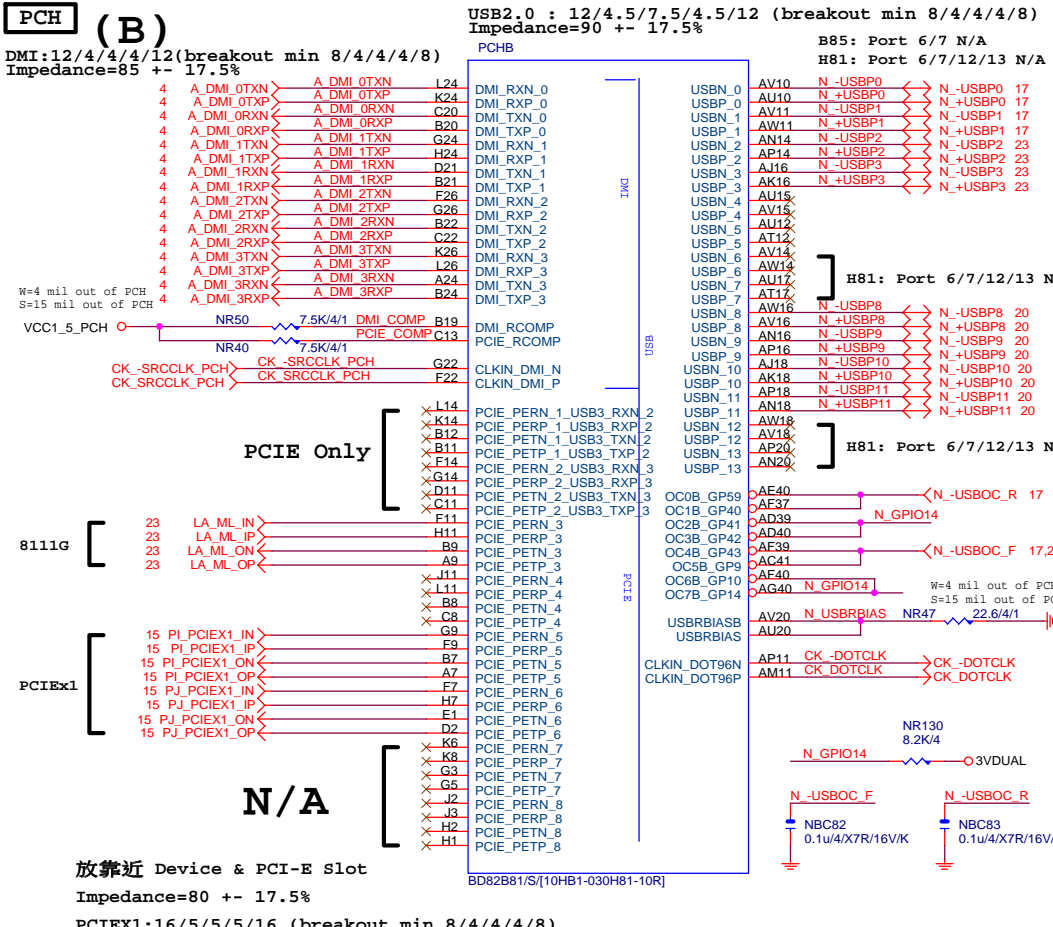 PCH
(B)
DMI:12/4/4/4/12(breakout min 8/4/4/4/8)
Impedance=85 +- 17.5%
USB2.0 : 12/4.5/7.5/4.5/12 (breakout min 8/4/4/4/8)
Impedance=90 +- 17.5%
PCHB
B85: Port 6/7 N/A
H81: Port 6/7/12/13 N/A
4 A_DMI_0TXN A_DMI_0TXN L24 DMI_RXN_0
4 A_DMI_0TXP A_DMI_0TXP K24 DMI_RXP_0
4 A_DMI_0RXN A_DMI_0RXN C20 DMI_TXN_0
4 A_DMI_0RXP A_DMI_0RXP B20 DMI_TXP_0
4 A_DMI_1TXN A_DMI_1TXN G24 DMI_RXN_1
4 A_DMI_1TXP A_DMI_1TXP H24 DMI_RXP_1
4 A_DMI_1RXN A_DMI_1RXN D21 DMI_TXN_1
4 A_DMI_1RXP A_DMI_1RXP B21 DMI_TXP_1
4 A_DMI_2TXN A_DMI_2TXN F26 DMI_RXN_2
4 A_DMI_2TXP A_DMI_2TXP G26 DMI_RXP_2
4 A_DMI_2RXN A_DMI_2RXN B22 DMI_TXN_2
4 A_DMI_2RXP A_DMI_2RXP C22 DMI_TXP_2
4 A_DMI_3TXN A_DMI_3TXN K26 DMI_RXN_3
4 A_DMI_3TXP A_DMI_3TXP L26 DMI_RXP_3
4 A_DMI_3RXN A_DMI_3RXN A24 DMI_TXN_3
4 A_DMI_3RXP A_DMI_3RXP B24 DMI_TXP_3
W=4 mil out of PCH
S=15 mil out of PCH
VCC1_5_PCH NR50 7.5K/4/1 DMI_COMP B19 DMI_RCOMP
NR40 7.5K/4/1 PCIE_COMP C13 PCIE_RCOMP
CK_-SRCCLK_PCH CK_-SRCCLK_PCH G22 CLKIN_DMI_N
CK_SRCCLK_PCH CK_SRCCLK_PCH F22 CLKIN_DMI_P
PCIE Only
L14 PCIE_PERN_1_USB3_RXN_2
K14 PCIE_PERP_1_USB3_RXP_2
B12 PCIE_PETN_1_USB3_TXN_2
B11 PCIE_PETP_1_USB3_TXP_2
F14 PCIE_PERN_2_USB3_RXN_3
G14 PCIE_PERP_2_USB3_RXP_3
D11 PCIE_PETN_2_USB3_TXN_3
C11 PCIE_PETP_2_USB3_TXP_3
8111G
23 LA_ML_IN F11 PCIE_PERN_3
23 LA_ML_IP H11 PCIE_PERP_3
23 LA_ML_ON B9 PCIE_PETN_3
23 LA_ML_OP A9 PCIE_PETP_3
J11 PCIE_PERN_4
L11 PCIE_PERP_4
B8 PCIE_PETN_4
C8 PCIE_PETP_4
PCIEx1
15 PI_PCIEX1_IN G9 PCIE_PERN_5
15 PI_PCIEX1_IP F9 PCIE_PERP_5
15 PI_PCIEX1_ON B7 PCIE_PETN_5
15 PI_PCIEX1_OP A7 PCIE_PETP_5
15 PJ_PCIEX1_IN F7 PCIE_PERN_6
15 PJ_PCIEX1_IP H7 PCIE_PERP_6
15 PJ_PCIEX1_ON E1 PCIE_PETN_6
15 PJ_PCIEX1_OP D2 PCIE_PETP_6
N/A
K6 PCIE_PERN_7
K8 PCIE_PERP_7
G3 PCIE_PETN_7
G5 PCIE_PETP_7
J2 PCIE_PERN_8
J3 PCIE_PERP_8
H2 PCIE_PETN_8
H1 PCIE_PETP_8
DMI
USB
PCIE
USBN_0 AV10 N_-USBP0 N_-USBP0 17
USBP_0 AU10 N_+USBP0 N_+USBP0 17
USBN_1 AV11 N_-USBP1 N_-USBP1 17
USBP_1 AW11 N_+USBP1 N_+USBP1 17
USBN_2 AN14 N_-USBP2 N_-USBP2 23
USBP_2 AP14 N_+USBP2 N_+USBP2 23
USBN_3 AJ16 N_-USBP3 N_-USBP3 23
USBP_3 AK16 N_+USBP3 N_+USBP3 23
USBN_4 AU15
USBP_4 AV15
USBN_5 AU12
USBP_5 AT12
USBN_6 AV14
USBP_6 AW14
USBN_7 AU17
USBP_7 AT17
H81: Port 6/7/12/13 N
USBN_8 AW16 N_-USBP8 N_-USBP8 20
USBP_8 AV16 N_+USBP8 N_+USBP8 20
USBN_9 AN16 N_-USBP9 N_-USBP9 20
USBP_9 AP16 N_+USBP9 N_+USBP9 20
USBN_10 AJ18 N_-USBP10 N_-USBP10 20
USBP_10 AK18 N_+USBP10 N_+USBP10 20
USBN_11 AP18 N_-USBP11 N_-USBP11 20
USBP_11 AN18 N_+USBP11 N_+USBP11 20
USBN_12 AW18
USBP_12 AV18
USBN_13 AP20
USBP_13 AN20
H81: Port 6/7/12/13 N
OC0B_GP59 AE40 N_-USBOC_R 17
OC1B_GP40 AF37
OC2B_GP41 AD39 N_GPIO14
OC3B_GP42 AD40
OC4B_GP43 AF39 N_-USBOC_F 17,2
OC5B_GP9 AC41
OC6B_GP10 AF40
OC7B_GP14 AG40 N_GPIO14
W=4 mil out of PCH
S=15 mil out of PC
USBRBIASB AV20 N_USBRBIAS NR47 22.6/4/1
USBRBIAS AU20
CLKIN_DOT96N AP11 CK_-DOTCLK CK_-DOTCLK
CLKIN_DOT96P AM11 CK_DOTCLK CK_DOTCLK
NR130
8.2K/4
N_GPIO14 3VDUAL
N_-USBOC_F N_-USBOC_R
NBC82 NBC83
0.1u/4/X7R/16V/K 0.1u/4/X7R/16V/
BD82B81/S/[10HB1-030H81-10R]
放靠近 Device & PCI-E Slot
Impedance=80 +- 17.5%
PCIEX1:16/5/5/5/16 (breakout min 8/4/4/4/8)